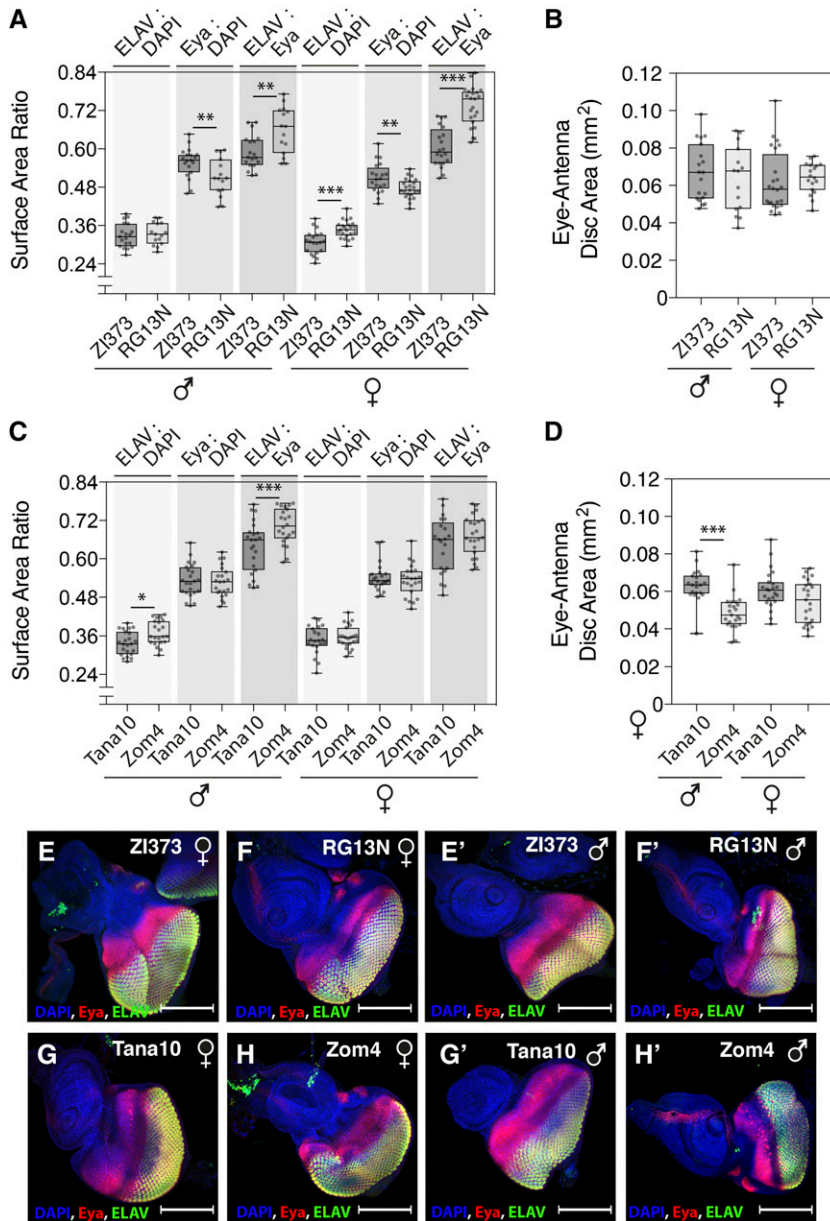 A
ELAV : DAPI
Eya : DAPI
ELAV : Eya
ELAV : DAPI
Eya : DAPI
ELAV : Eya
Surface Area Ratio
0.84
0.72
0.60
0.48
0.36
0.24
**
**
***
**
***
ZI373
RG13N
ZI373
RG13N
ZI373
RG13N
ZI373
RG13N
ZI373
RG13N
ZI373
RG13N
♂
♀
B
Eye-Antenna
Disc Area (mm²)
0.12
0.10
0.08
0.06
0.04
0.02
0
ZI373
RG13N
ZI373
RG13N
♂
♀
C
ELAV : DAPI
Eya : DAPI
ELAV : Eya
ELAV : DAPI
Eya : DAPI
ELAV : Eya
Surface Area Ratio
0.84
0.72
0.60
0.48
0.36
0.24
*
***
Tana10
Zom4
Tana10
Zom4
Tana10
Zom4
Tana10
Zom4
Tana10
Zom4
Tana10
Zom4
♂
♀
D
Eye-Antenna
Disc Area (mm²)
0.12
0.10
0.08
0.06
0.04
0.02
0
***
♀
Tana10
Zom4
Tana10
Zom4
♂
♀
E
ZI373 ♀
DAPI, Eya, ELAV
F
RG13N ♀
DAPI, Eya, ELAV
E'
ZI373 ♂
DAPI, Eya, ELAV
F'
RG13N ♂
DAPI, Eya, ELAV
G
Tana10 ♀
DAPI, Eya, ELAV
H
Zom4 ♀
DAPI, Eya, ELAV
G'
Tana10 ♂
DAPI, Eya, ELAV
H'
Zom4 ♂
DAPI, Eya, ELAV